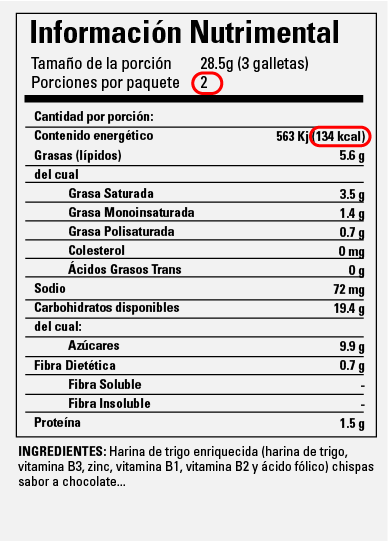 Información Nutrimental
Tamaño de la porción 28.5g (3 galletas)
Porciones por paquete 2
Cantidad por porción:
Contenido energético 563 Kj (134 kcal)
Grasas (lípidos) 5.6 g
del cual
Grasa Saturada 3.5 g
Grasa Monoinsaturada 1.4 g
Grasa Polisaturada 0.7 g
Colesterol 0 mg
Ácidos Grasos Trans 0 g
Sodio 72 mg
Carbohidratos disponibles 19.4 g
del cual:
Azúcares 9.9 g
Fibra Dietética 0.7 g
Fibra Soluble -
Fibra Insoluble -
Proteína 1.5 g
INGREDIENTES: Harina de trigo enriquecida (harina de trigo,
vitamina B3, zinc, vitamina B1, vitamina B2 y ácido fólico) chispas
sabor a chocolate...